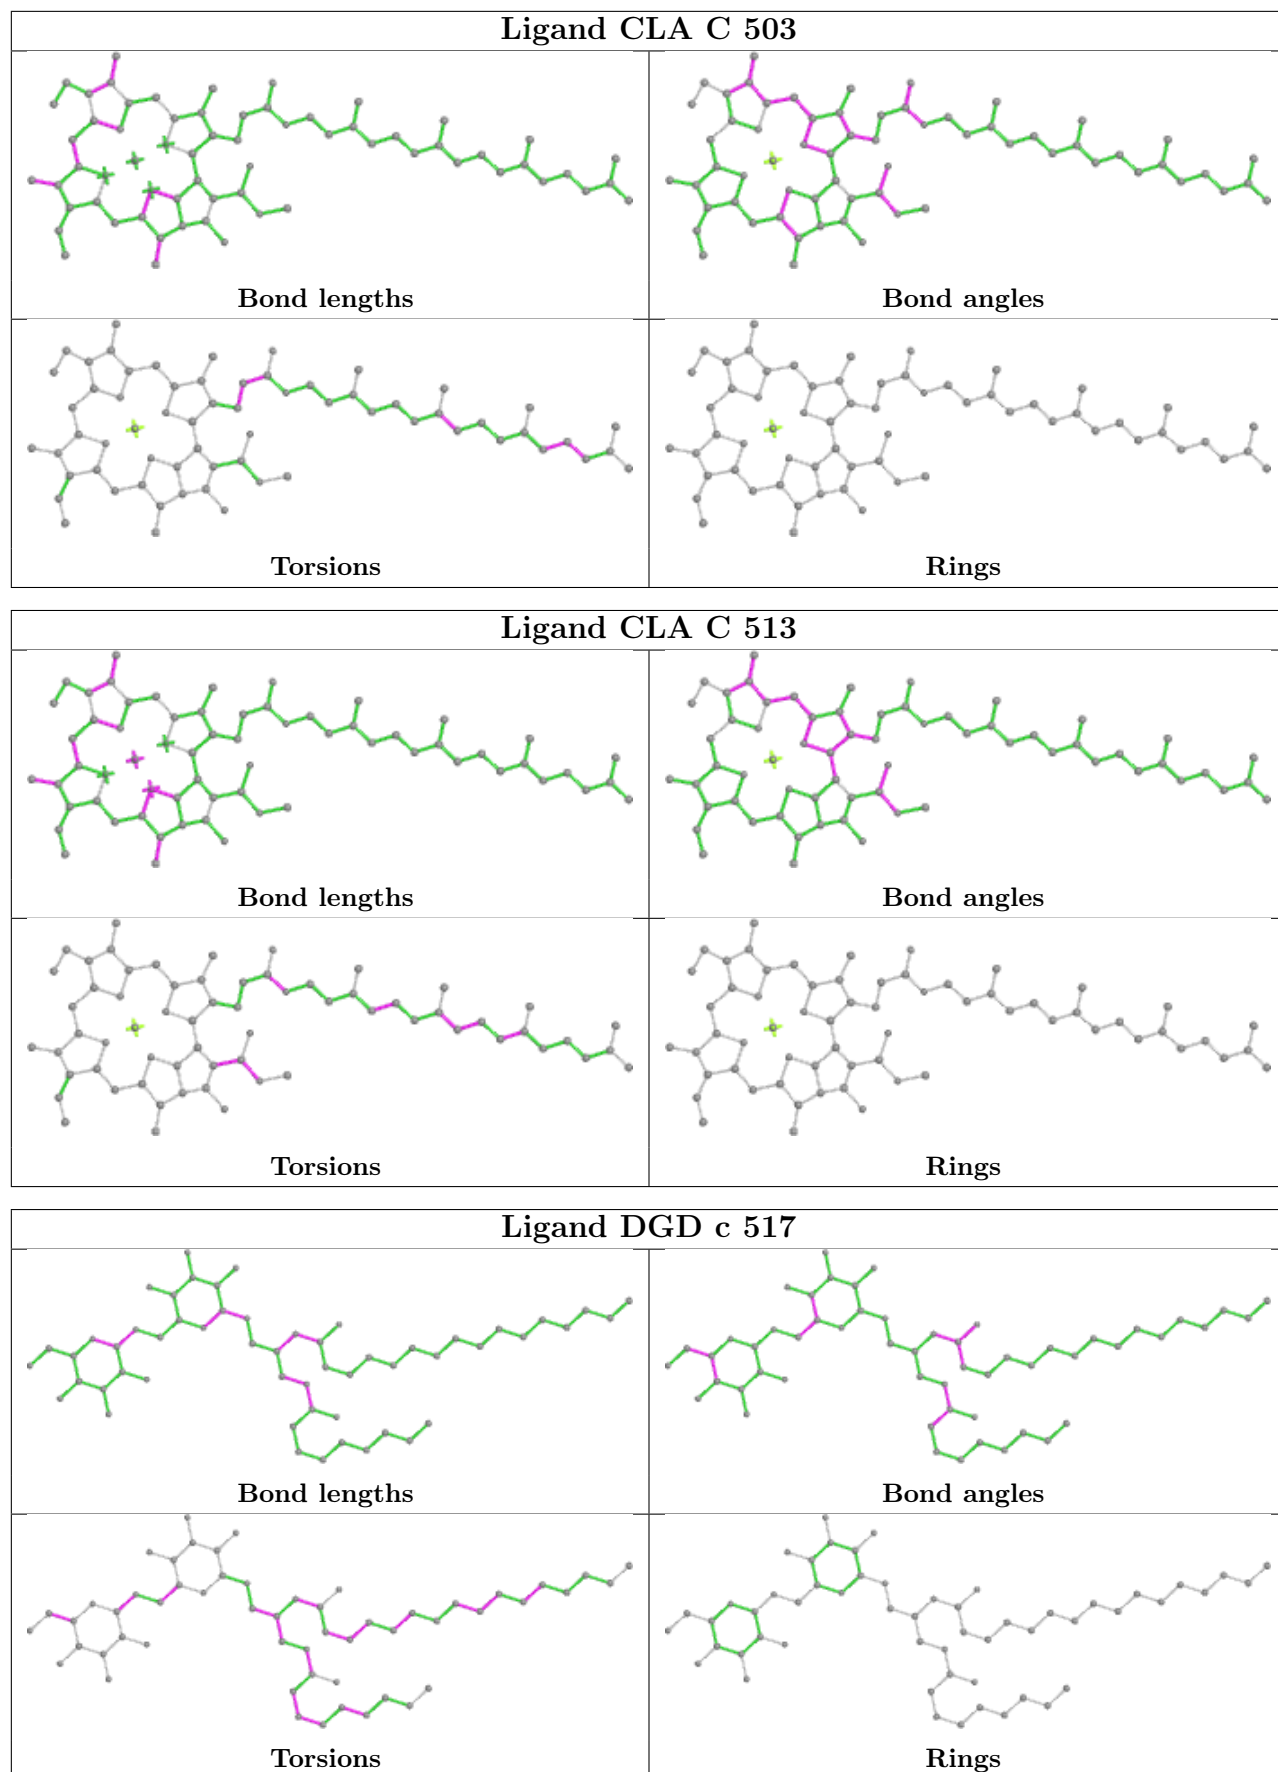 Ligand CLA C 503
Bond lengths
Bond angles
Torsions
Rings
Ligand CLA C 513
Bond lengths
Bond angles
Torsions
Rings
Ligand DGD c 517
Bond lengths
Bond angles
Torsions
Rings